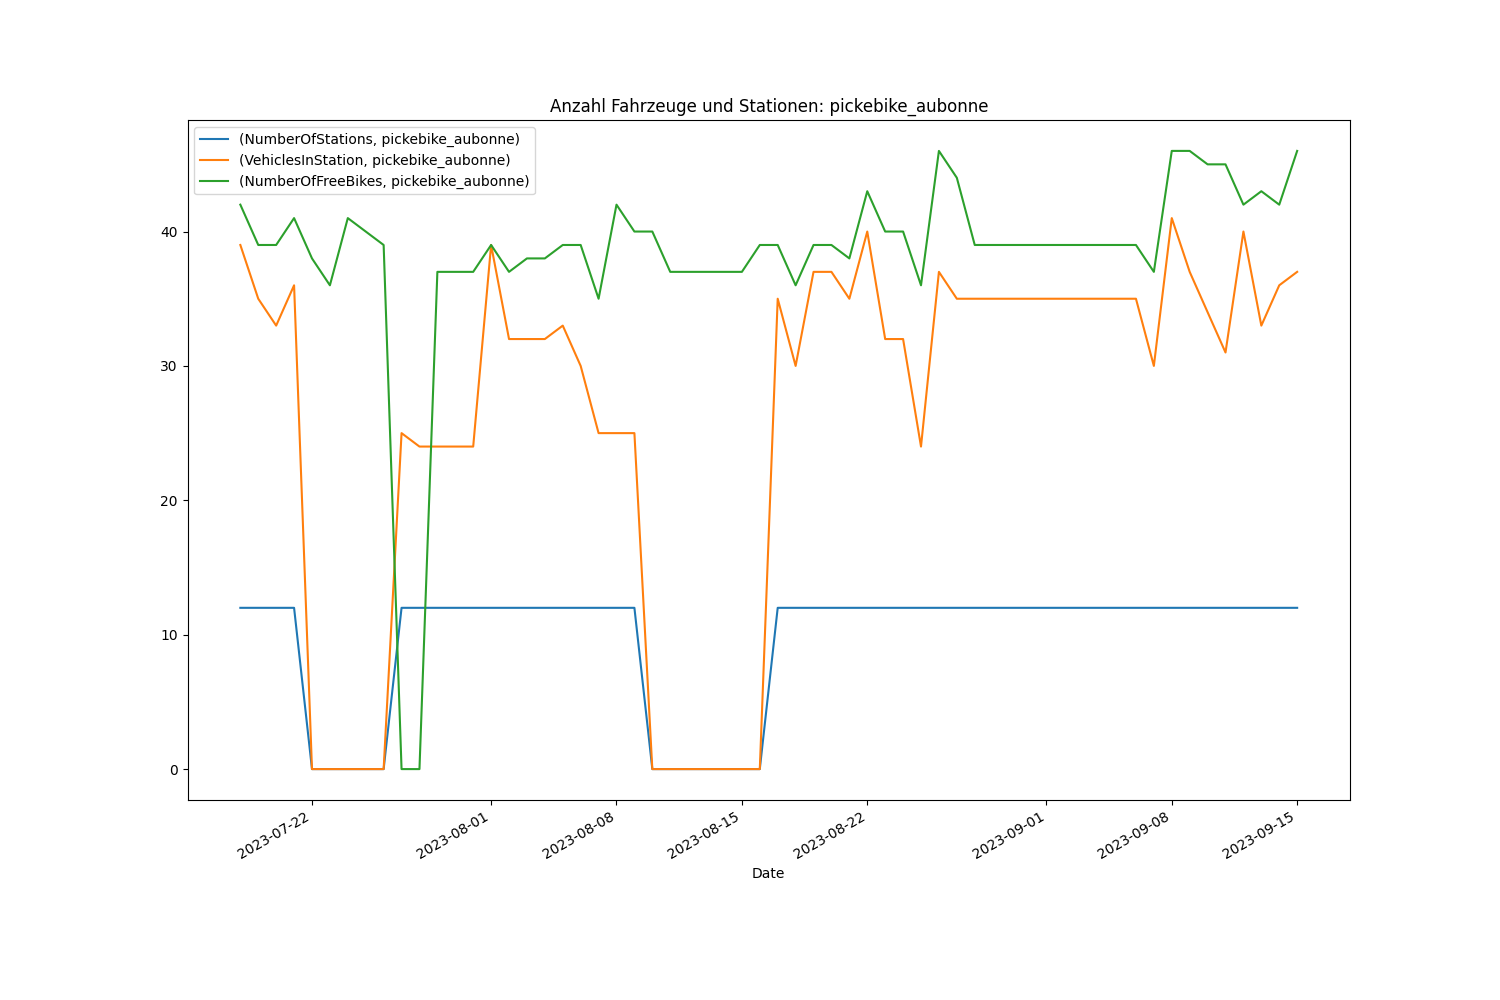 Anzahl Fahrzeuge und Stationen: pickebike_aubonne
(NumberOfStations, pickebike_aubonne)
(VehiclesInStation, pickebike_aubonne)
(NumberOfFreeBikes, pickebike_aubonne)
40
30
20
10
0
2023-07-22
2023-08-01
2023-08-08
2023-08-15
2023-08-22
2023-09-01
2023-09-08
2023-09-15
Date